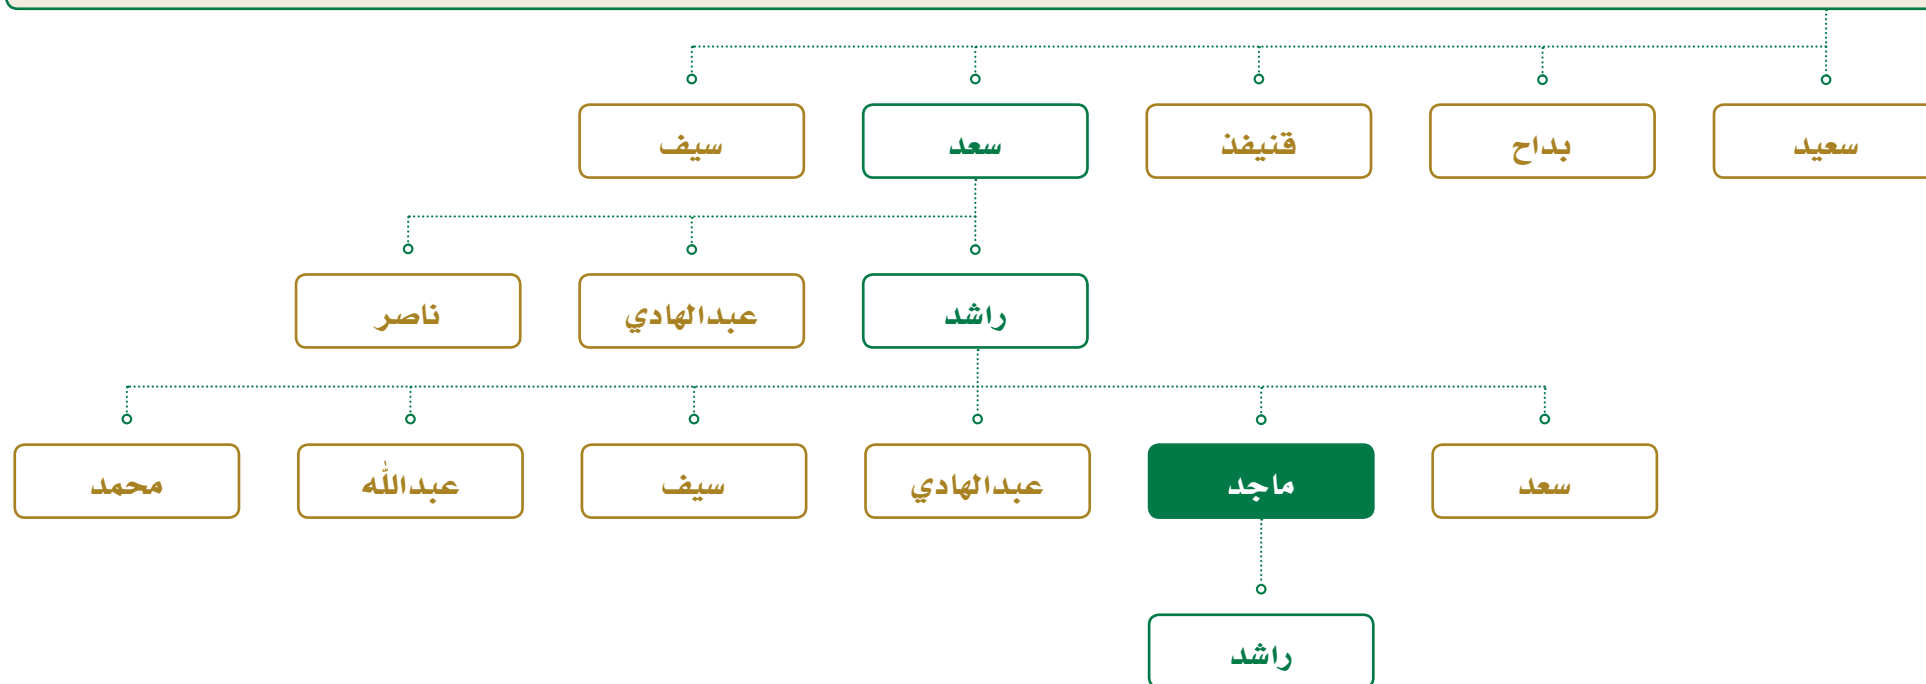 سعيد
بداح
قنيفذ
سعد
سيف
راشد
عبدالهادي
ناصر
سعد
ماجد
عبدالهادي
سيف
عبدالله
محمد
راشد